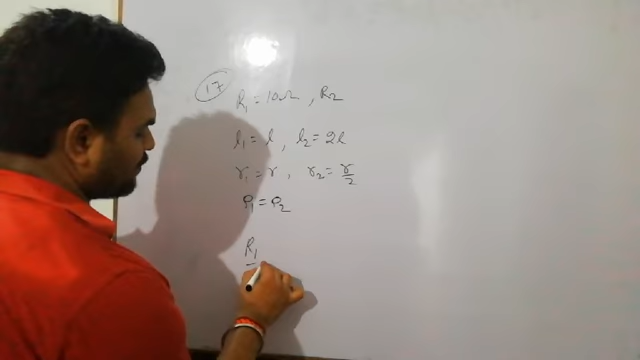 17
R₁ = 10Ω , R₂
l₁ = l , l₂ = 2l
r₁ = r , r₂ = r/2
ρ₁ = ρ₂
R₁